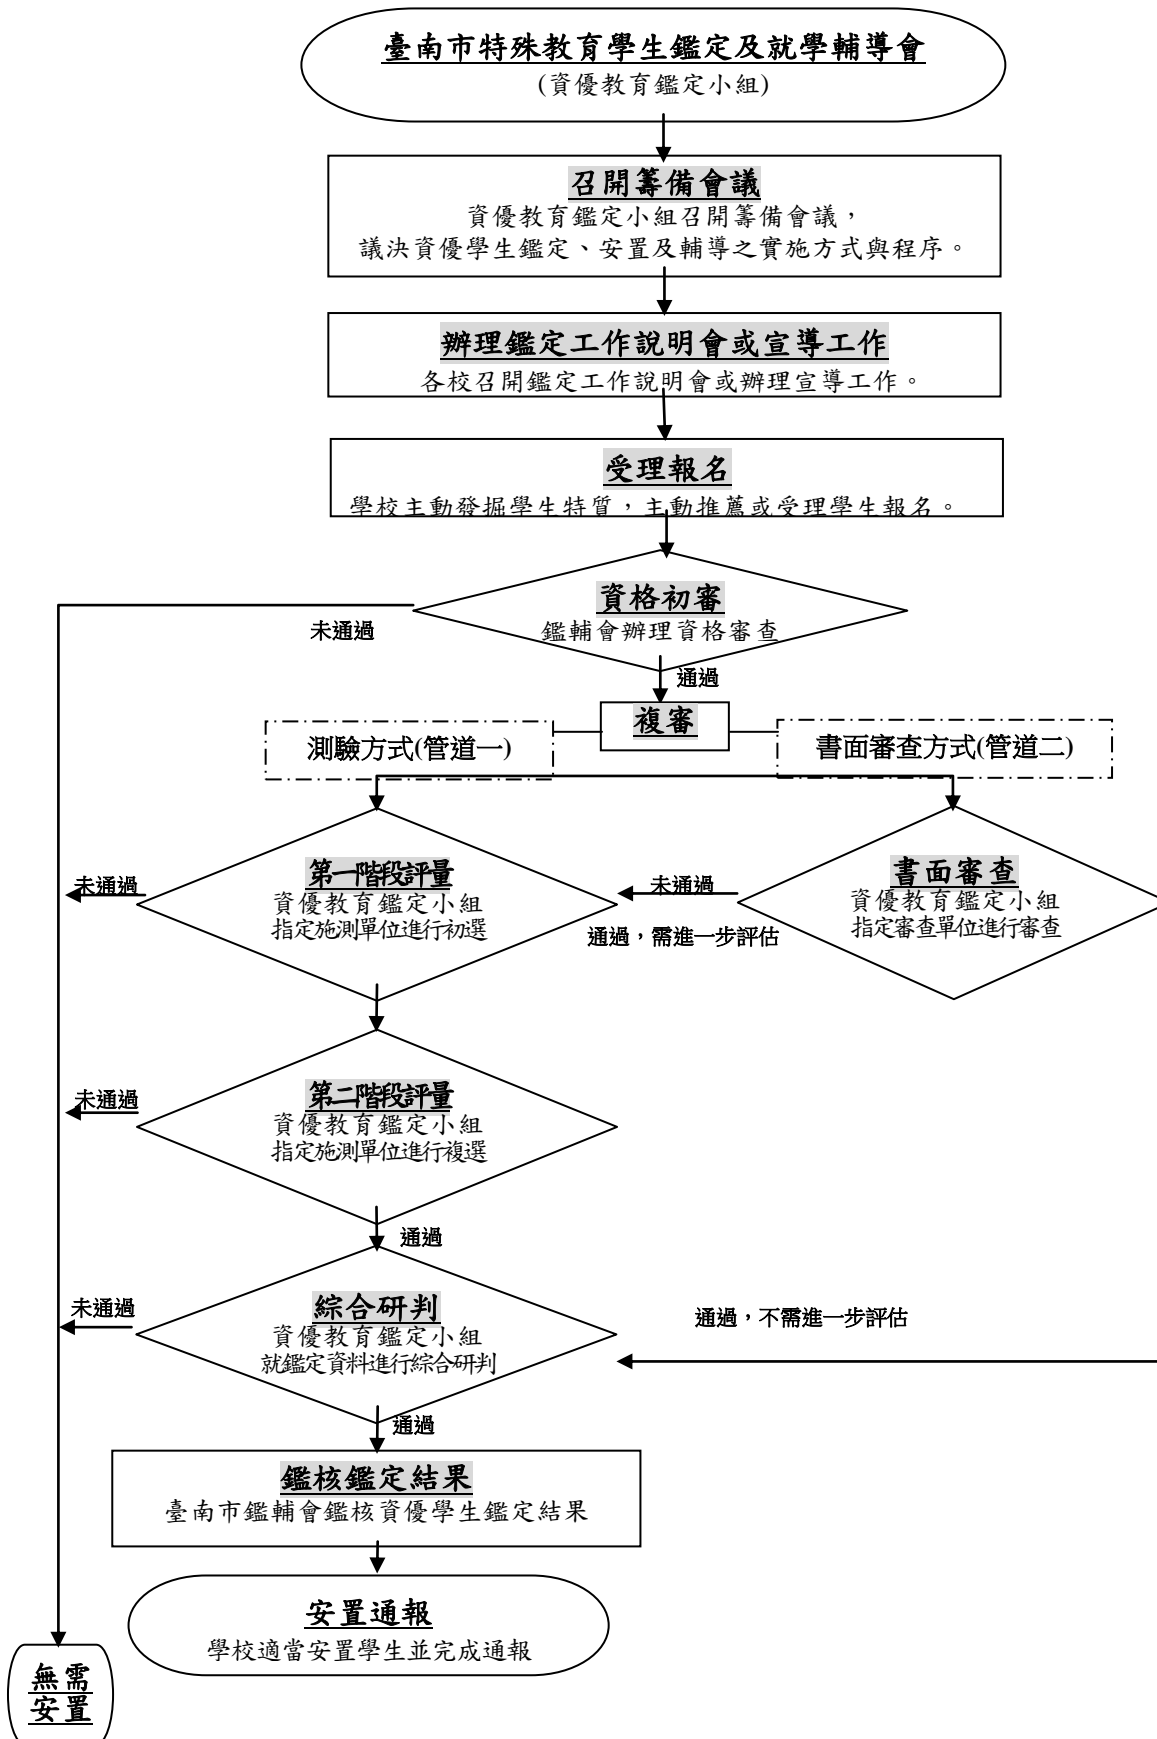 臺南市特殊教育學生鑑定及就學輔導會
(資優教育鑑定小組)
召開籌備會議
資優教育鑑定小組召開籌備會議，
議決資優學生鑑定、安置及輔導之實施方式與程序。
辦理鑑定工作說明會或宣導工作
各校召開鑑定工作說明會或辦理宣導工作。
受理報名
學校主動發掘學生特質，主動推薦或受理學生報名。
資格初審
鑑輔會辦理資格審查
未通過
通過
複審
測驗方式(管道一)
書面審查方式(管道二)
第一階段評量
資優教育鑑定小組
指定施測單位進行初選
未通過
未通過
通過，需進一步評估
書面審查
資優教育鑑定小組
指定審查單位進行審查
第二階段評量
資優教育鑑定小組
指定施測單位進行複選
未通過
通過
綜合研判
資優教育鑑定小組
就鑑定資料進行綜合研判
未通過
通過，不需進一步評估
通過
鑑核鑑定結果
臺南市鑑輔會鑑核資優學生鑑定結果
安置通報
學校適當安置學生並完成通報
無需
安置